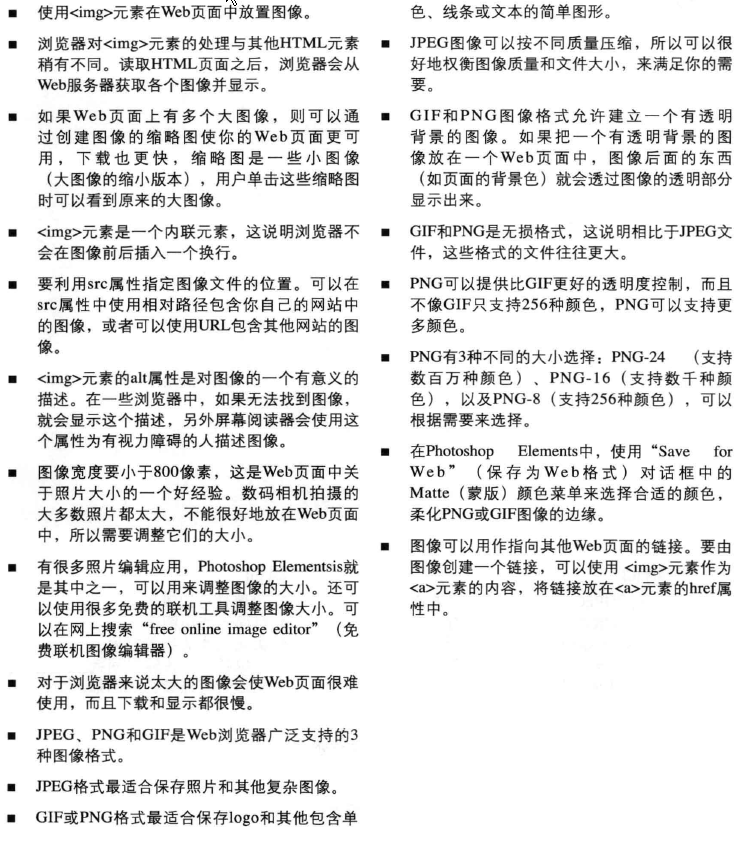 ■ 使用<img>元素在Web页面中放置图像。
■ 浏览器对<img>元素的处理与其他HTML元素
稍有不同。读取HTML页面之后，浏览器会从
Web服务器获取各个图像并显示。
■ 如果Web页面上有多个大图像，则可以通
过创建图像的缩略图使你的Web页面更可
用，下载也更快，缩略图是一些小图像
（大图像的缩小版本），用户单击这些缩略图
时可以看到原来的大图像。
■ <img>元素是一个内联元素，这说明浏览器不
会在图像前后插入一个换行。
■ 要利用src属性指定图像文件的位置。可以在
src属性中使用相对路径包含你自己的网站中
的图像，或者可以使用URL包含其他网站的图
像。
■ <img>元素的alt属性是对图像的一个有意义的
描述。在一些浏览器中，如果无法找到图像，
就会显示这个描述，另外屏幕阅读器会使用这
个属性为有视力障碍的人描述图像。
■ 图像宽度要小于800像素，这是Web页面中关
于照片大小的一个好经验。数码相机拍摄的
大多数照片都太大，不能很好地放在Web页面
中，所以需要调整它们的大小。
■ 有很多照片编辑应用，Photoshop Elementsis就
是其中之一，可以用来调整图像的大小。还可
以使用很多免费的联机工具调整图像大小。可
以在网上搜索“free online image editor”（免
费联机图像编辑器）。
■ 对于浏览器来说太大的图像会使Web页面很难
使用，而且下载和显示都很慢。
■ JPEG、PNG和GIF是Web浏览器广泛支持的3
种图像格式。
■ JPEG格式最适合保存照片和其他复杂图像。
■ GIF或PNG格式最适合保存logo和其他包含单
色、线条或文本的简单图形。
■ JPEG图像可以按不同质量压缩，所以可以很
好地权衡图像质量和文件大小，来满足你的需
要。
■ GIF和PNG图像格式允许建立一个有透明
背景的图像。如果把一个有透明背景的图
像放在一个Web页面中，图像后面的东西
（如页面的背景色）就会透过图像的透明部分
显示出来。
■ GIF和PNG是无损格式，这说明相比于JPEG文
件，这些格式的文件往往更大。
■ PNG可以提供比GIF更好的透明度控制，而且
不像GIF只支持256种颜色，PNG可以支持更
多颜色。
■ PNG有3种不同的大小选择：PNG-24 （支持
数百万种颜色）、PNG-16（支持数千种颜
色），以及PNG-8（支持256种颜色），可以
根据需要来选择。
■ 在Photoshop Elements中，使用“Save for
Web”（保存为Web格式）对话框中的
Matte（蒙版）颜色菜单来选择合适的颜色，
柔化PNG或GIF图像的边缘。
■ 图像可以用作指向其他Web页面的链接。要由
图像创建一个链接，可以使用 <img>元素作为
<a>元素的内容，将链接放在<a>元素的href属
性中。